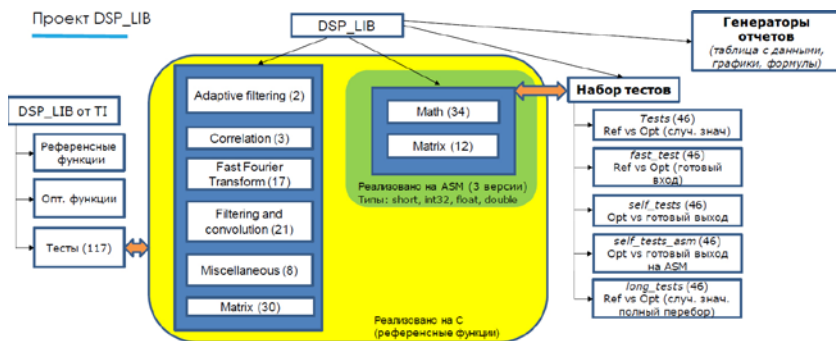 Проект DSP_LIB
DSP_LIB
Генераторы
отчетов
(таблица с данными,
графики, формулы)
DSP_LIB от TI
Референсные
функции
Опт. функции
Тесты (117)
Adaptive filtering (2)
Correlation (3)
Fast Fourier
Transform (17)
Filtering and
convolution (21)
Miscellaneous (8)
Matrix (30)
Math (34)
Matrix (12)
Реализовано на ASM (3 версии)
Типы: short, int32, float, double
Реализовано на С
(референсные функции)
Набор тестов
Tests (46)
Ref vs Opt (случ. знач)
fast_test (46)
Ref vs Opt (готовый
вход)
self_tests (46)
Opt vs готовый выход
self_tests_asm (46)
Opt vs готовый выход
на ASM
long_tests (46)
Ref vs Opt (случ. знач.
полный перебор)